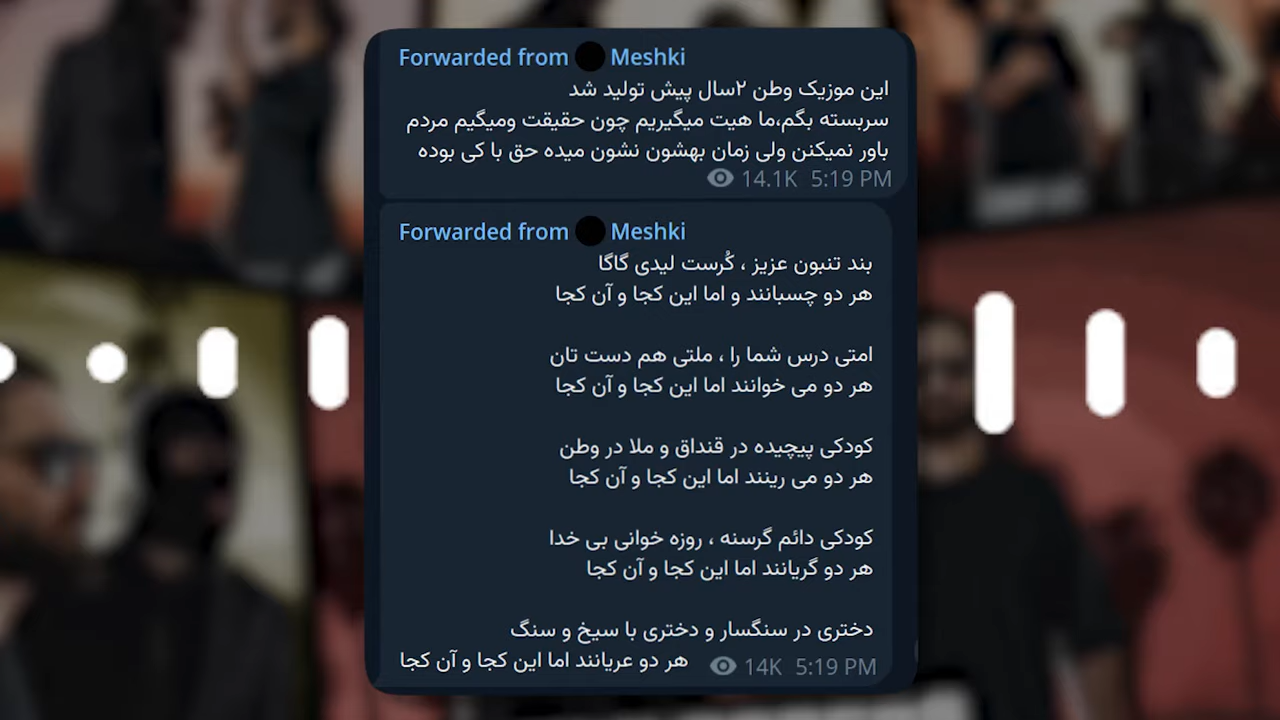 Forwarded from Meshki
این موزیک وطن ۲سال پیش تولید شد
سربسته بگم،ما هیت میگیریم چون حقیقت ومیگیم مردم
باور نمیکنن ولی زمان بهشون نشون میده حق با کی بوده
14.1K 5:19 PM
Forwarded from Meshki
بند تنبون عزیز ، کُرست لیدی گاگا
هر دو چسبانند و اما این کجا و آن کجا
امتی درس شما را ، ملتی هم دست تان
هر دو می خوانند اما این کجا و آن کجا
کودکی پیچیده در قنداق و ملا در وطن
هر دو می رینند اما این کجا و آن کجا
کودکی دائم گرسنه ، روزه خوانی بی خدا
هر دو گریانند اما این کجا و آن کجا
دختری در سنگسار و دختری با سیخ و سنگ
هر دو عریانند اما این کجا و آن کجا
14K 5:19 PM